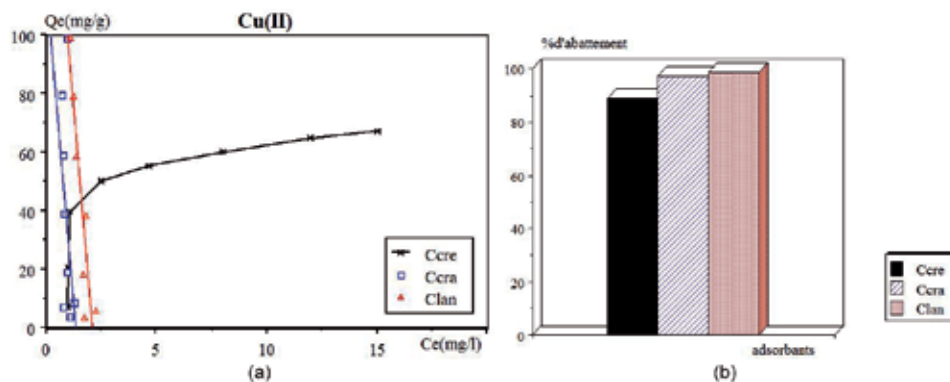 Qe(mg/g)
Cu(II)
100
80
60
40
20
0
0
5
10
15
Ce(mg/l)
Ccre
Ccra
Clan
(a)
%d'abattement
100
80
60
40
20
0
adsorbants
Ccre
Ccra
Clan
(b)